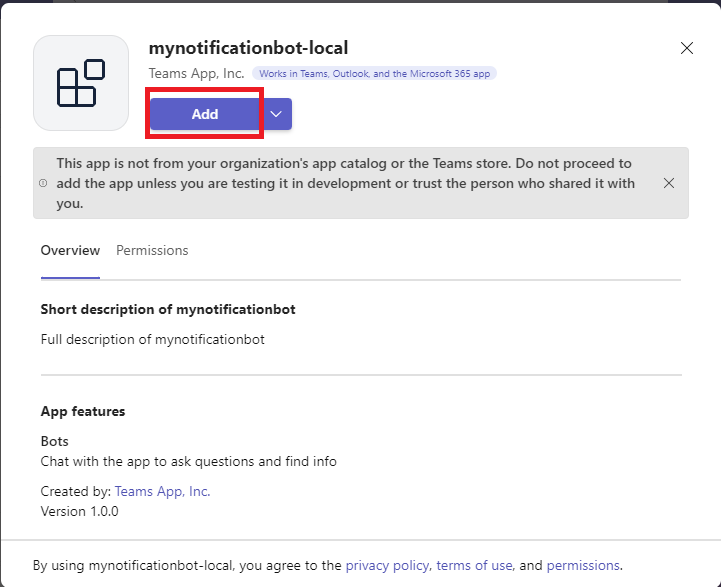 mynotificationbot-local
Teams App, Inc. Works in Teams, Outlook, and the Microsoft 365 app
Add
This app is not from your organization's app catalog or the Teams store. Do not proceed to
add the app unless you are testing it in development or trust the person who shared it with
you.
Overview Permissions
Short description of mynotificationbot
Full description of mynotificationbot
App features
Bots
Chat with the app to ask questions and find info
Created by: Teams App, Inc.
Version 1.0.0
By using mynotificationbot-local, you agree to the privacy policy, terms of use, and permissions.